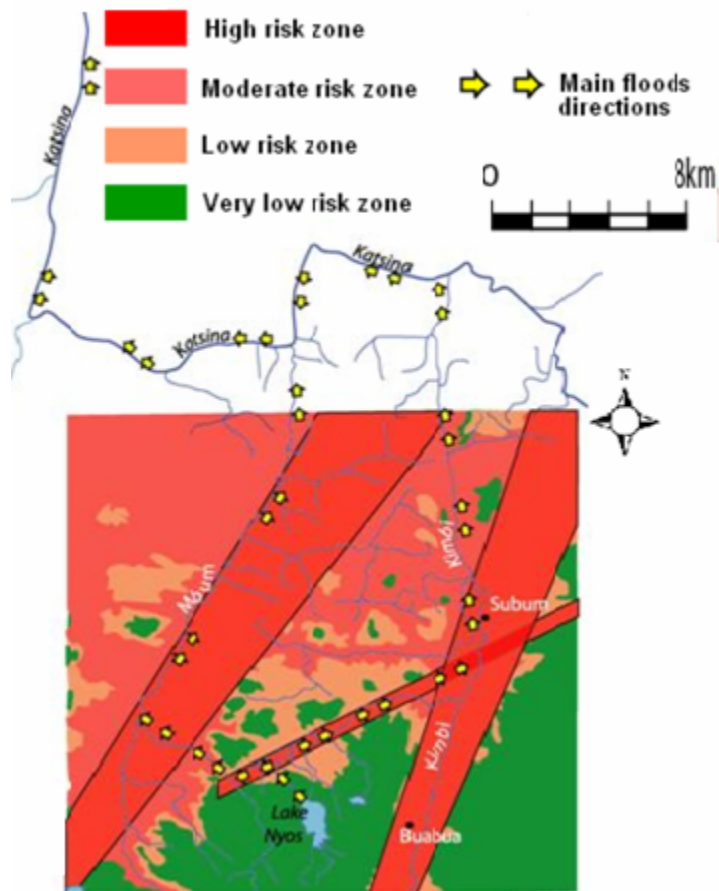 High risk zone
Moderate risk zone
Low risk zone
Very low risk zone
Main floods
directions
0
8km
Katsina
Katsina
Katsina
N
Moum
Kimbi
Subum
Kimbi
Lake
Nyos
Buabua